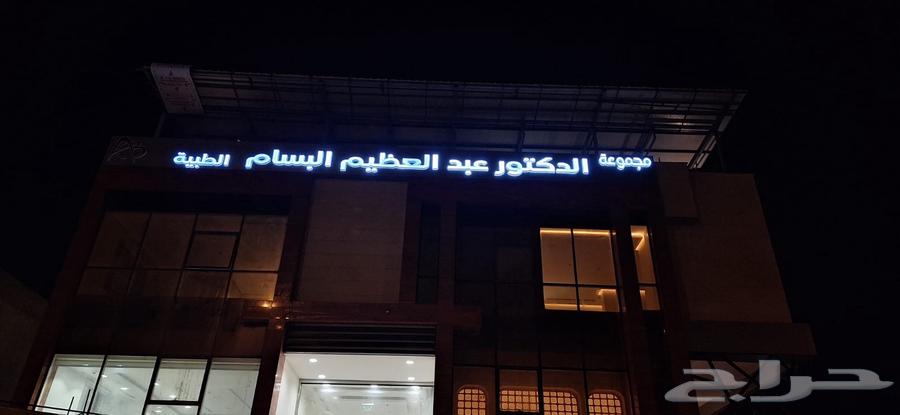 مجموعة الدكتور عبد العظيم البسام الطبية
حراج